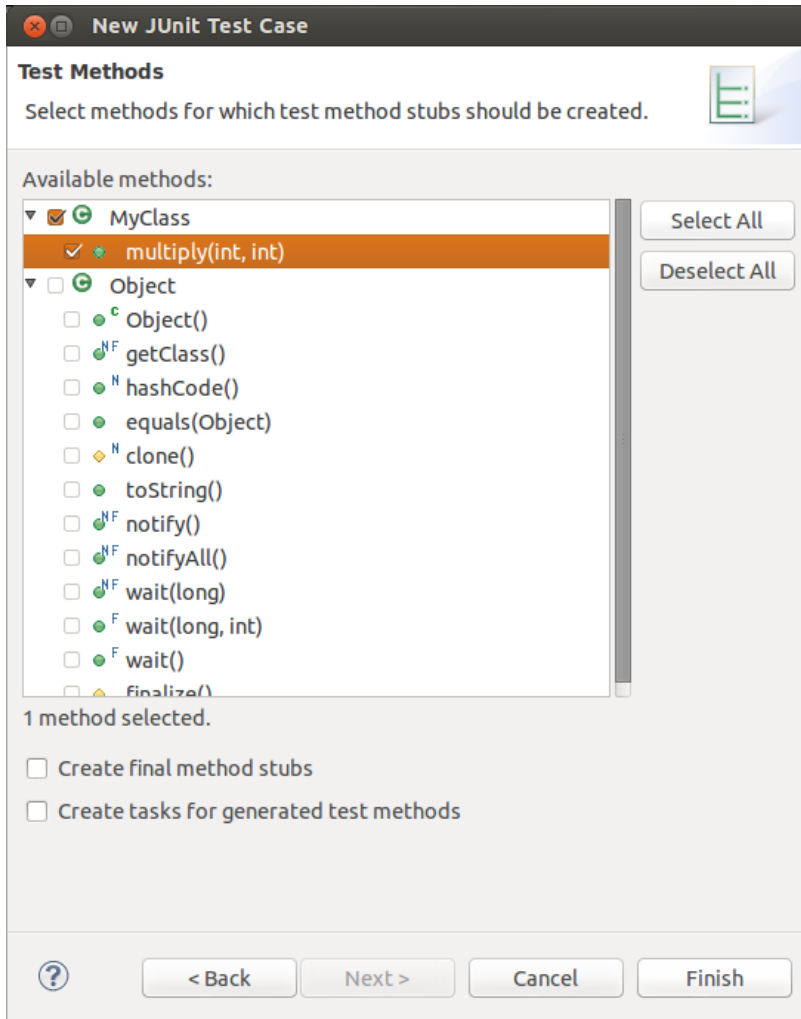 New JUnit Test Case
Test Methods
Select methods for which test method stubs should be created.
Available methods:
MyClass
multiply(int, int)
Object
C Object()
N F getClass()
N hashCode()
equals(Object)
N clone()
toString()
N F notify()
N F notifyAll()
N F wait(long)
F wait(long, int)
F wait()
finalize()
Select All
Deselect All
1 method selected.
Create final method stubs
Create tasks for generated test methods
? < Back Next > Cancel Finish